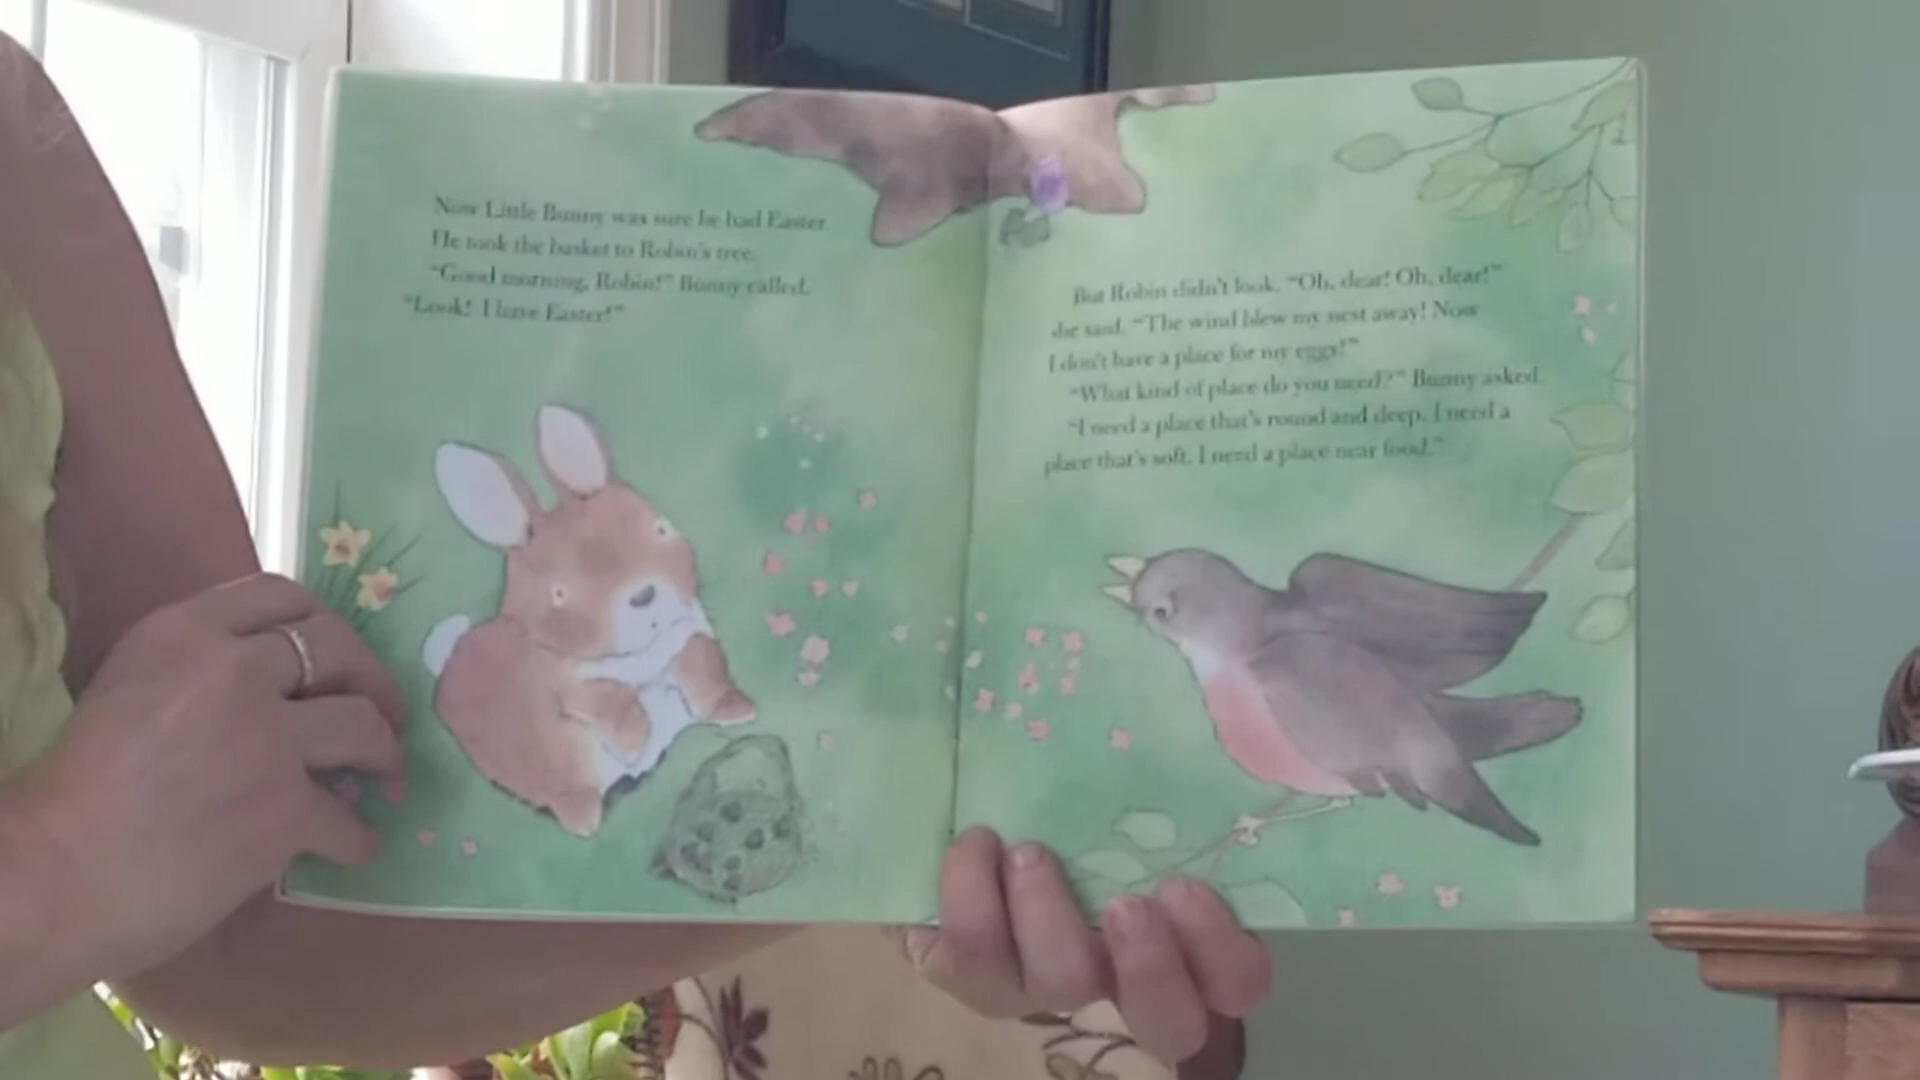 Now Little Bunny was sure he had Easter.
He took the basket to Robin's tree.
"Good morning, Robin!" Bunny called.
"Look! I have Easter!"
But Robin didn't look. "Oh, dear! Oh, dear!"
she said. "The wind blew my nest away! Now
I don't have a place for my eggs!"
"What kind of place do you need?" Bunny asked.
"I need a place that's round and deep. I need a
place that's soft. I need a place near food."